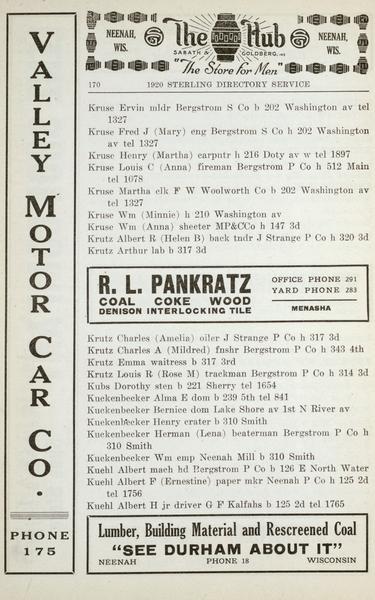 VALLEY MOTOR CAR CO.
PHONE
175
NEENAH,
WIS.
The Hub
SABATH & GOLDBERG, INC
"The Store for Men"
NEENAH,
WIS.
170 1920 STERLING DIRECTORY SERVICE
Kruse Ervin mldr Bergstrom S Co b 202 Washington av tel
1327
Kruse Fred J (Mary) eng Bergstrom S Co h 202 Washington
av tel 1327
Kruse Henry (Martha) carpntr h 216 Doty av w tel 1897
Kruse Louis C (Anna) fireman Bergstrom P Co h 512 Main
tel 1078
Kruse Martha elk F W Woolworth Co b 202 Washington av
tel 1327
Kruse Wm (Minnie) h 210 Washington av
Kruse Wm (Anna) sheeter MP&CCo h 147 3d
Krutz Albert R (Helen B) back tndr J Strange P Co h 320 3d
Krutz Arthur lab b 317 3d
R. L. PANKRATZ
COAL COKE WOOD
DENISON INTERLOCKING TILE
OFFICE PHONE 291
YARD PHONE 283
MENASHA
Krutz Charles (Amelia) oiler J Strange P Co h 317 3d
Krutz Charles A (Mildred) fnshr Bergstrom P Co h 343 4th
Krutz Emma waitress b 317 3rd
Krutz Louis R (Rose M) trackman Bergstrom P Co h 314 3d
Kubs Dorothy sten b 221 Sherry tel 1654
Kuckenbecker Alma E dom b 239 5th tel 841
Kuckenbecker Bernice dom Lake Shore av 1st N River av
Kuckenbecker Henry crater b 310 Smith
Kuckenbecker Herman (Lena) beaterman Bergstrom P Co h
310 Smith
Kuckenbecker Wm emp Neenah Mill b 310 Smith
Kuehl Albert mach hd Bergstrom P Co b 126 E North Water
Kuehl Albert F (Ernestine) paper mkr Neenah P Co h 125 2d
tel 1756
Kuehl Albert H jr driver G F Kalfahs b 125 2d tel 1765
Lumber, Building Material and Rescreened Coal
"SEE DURHAM ABOUT IT"
NEENAH PHONE 18 WISCONSIN